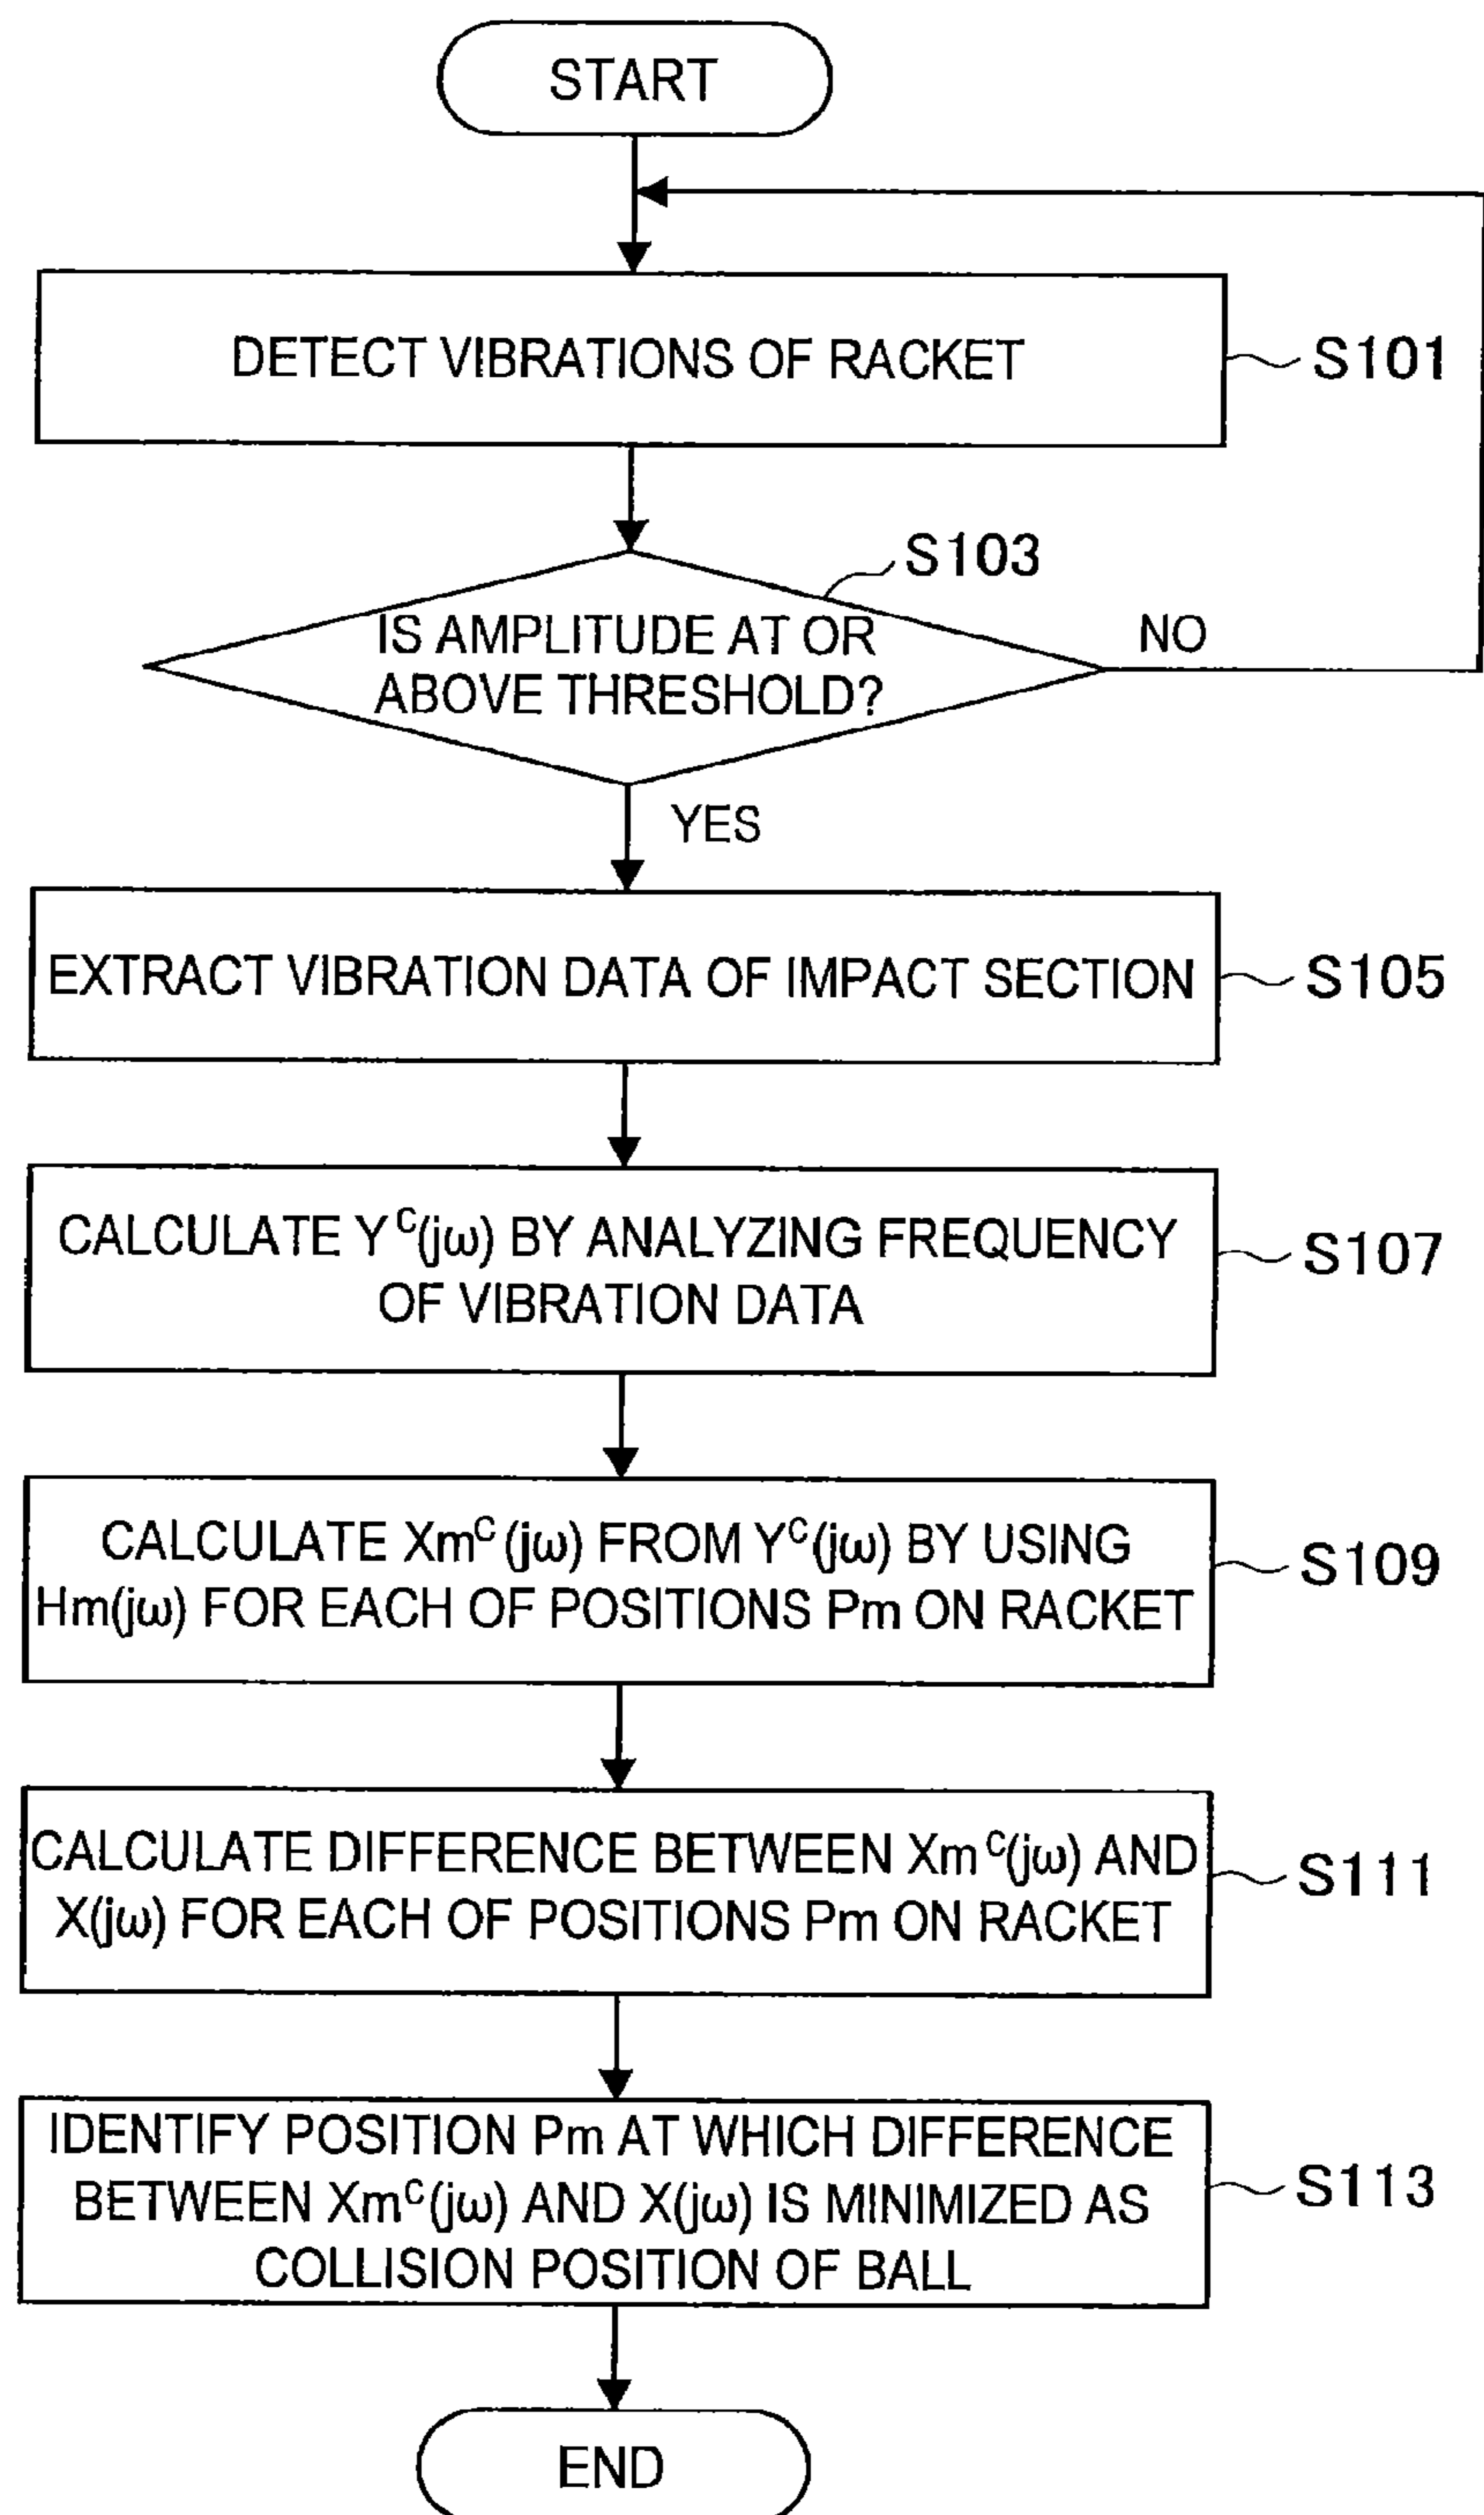 START
DETECT VIBRATIONS OF RACKET
S101
S103
IS AMPLITUDE AT OR
ABOVE THRESHOLD?
NO
YES
EXTRACT VIBRATION DATA OF IMPACT SECTION
S105
CALCULATE Y^C(jω) BY ANALYZING FREQUENCY
OF VIBRATION DATA
S107
CALCULATE Xm^C(jω) FROM Y^C(jω) BY USING
Hm(jω) FOR EACH OF POSITIONS Pm ON RACKET
S109
CALCULATE DIFFERENCE BETWEEN Xm^C(jω) AND
X(jω) FOR EACH OF POSITIONS Pm ON RACKET
S111
IDENTIFY POSITION Pm AT WHICH DIFFERENCE
BETWEEN Xm^C(jω) AND X(jω) IS MINIMIZED AS
COLLISION POSITION OF BALL
S113
END